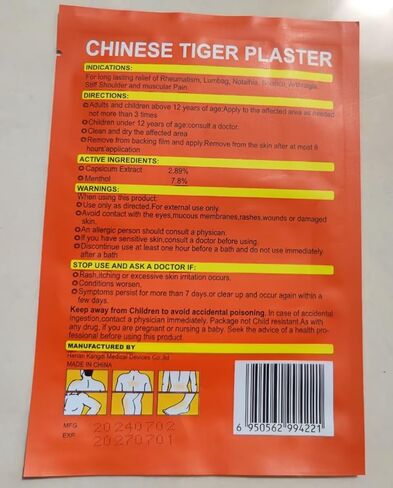 CHINESE TIGER PLASTER
INDICATIONS:
For long lasting relief of Rheumatism, Lumbag, Notalhia, Sciatica, Arthragia,
Stiff Shoulder and muscular Pain.
DIRECTIONS:
Adults and children above 12 years of age:Apply to the affected area as needed
not more than 3 times
Children under 12 years of age:consult a doctor.
Clean and dry the affected area
Remove from backing film and apply.Remove from the skin after at most 8
hours'application
ACTIVE INGREDIENTS:
Capsicum Extract 2.89%
Menthol 7.8%
WARNINGS:
When using this product:
Use only as directed.For external use only.
Avoid contact with the eyes,mucous membranes,rashes,wounds or damaged
skin.
An allergic person should consult a physican.
If you have sensitive skin,consult a doctor before using.
Discontinue use at least one hour before a bath and do not use immediately
after a bath
STOP USE AND ASK A DOCTOR IF:
Rash,itching or excessive skin irritation occurs.
Conditions worsen.
Symptoms persist for more than 7 days.or clear up and occur again within a
few days.
Keep away from Children to avoid accidental poisoning. In case of accidental
Ingestion,contact a physician immediately. Package not Child resistant.As with
any drug, if you are pregnant or nursing a baby. Seek the advice of a health pro-
fessional before using this product.
MANUFACTURED BY
Henan Kangdi Medical Devices Co.,ltd
MADE IN CHINA
MFG 20240702
EXP 20270701
6 950562 994221